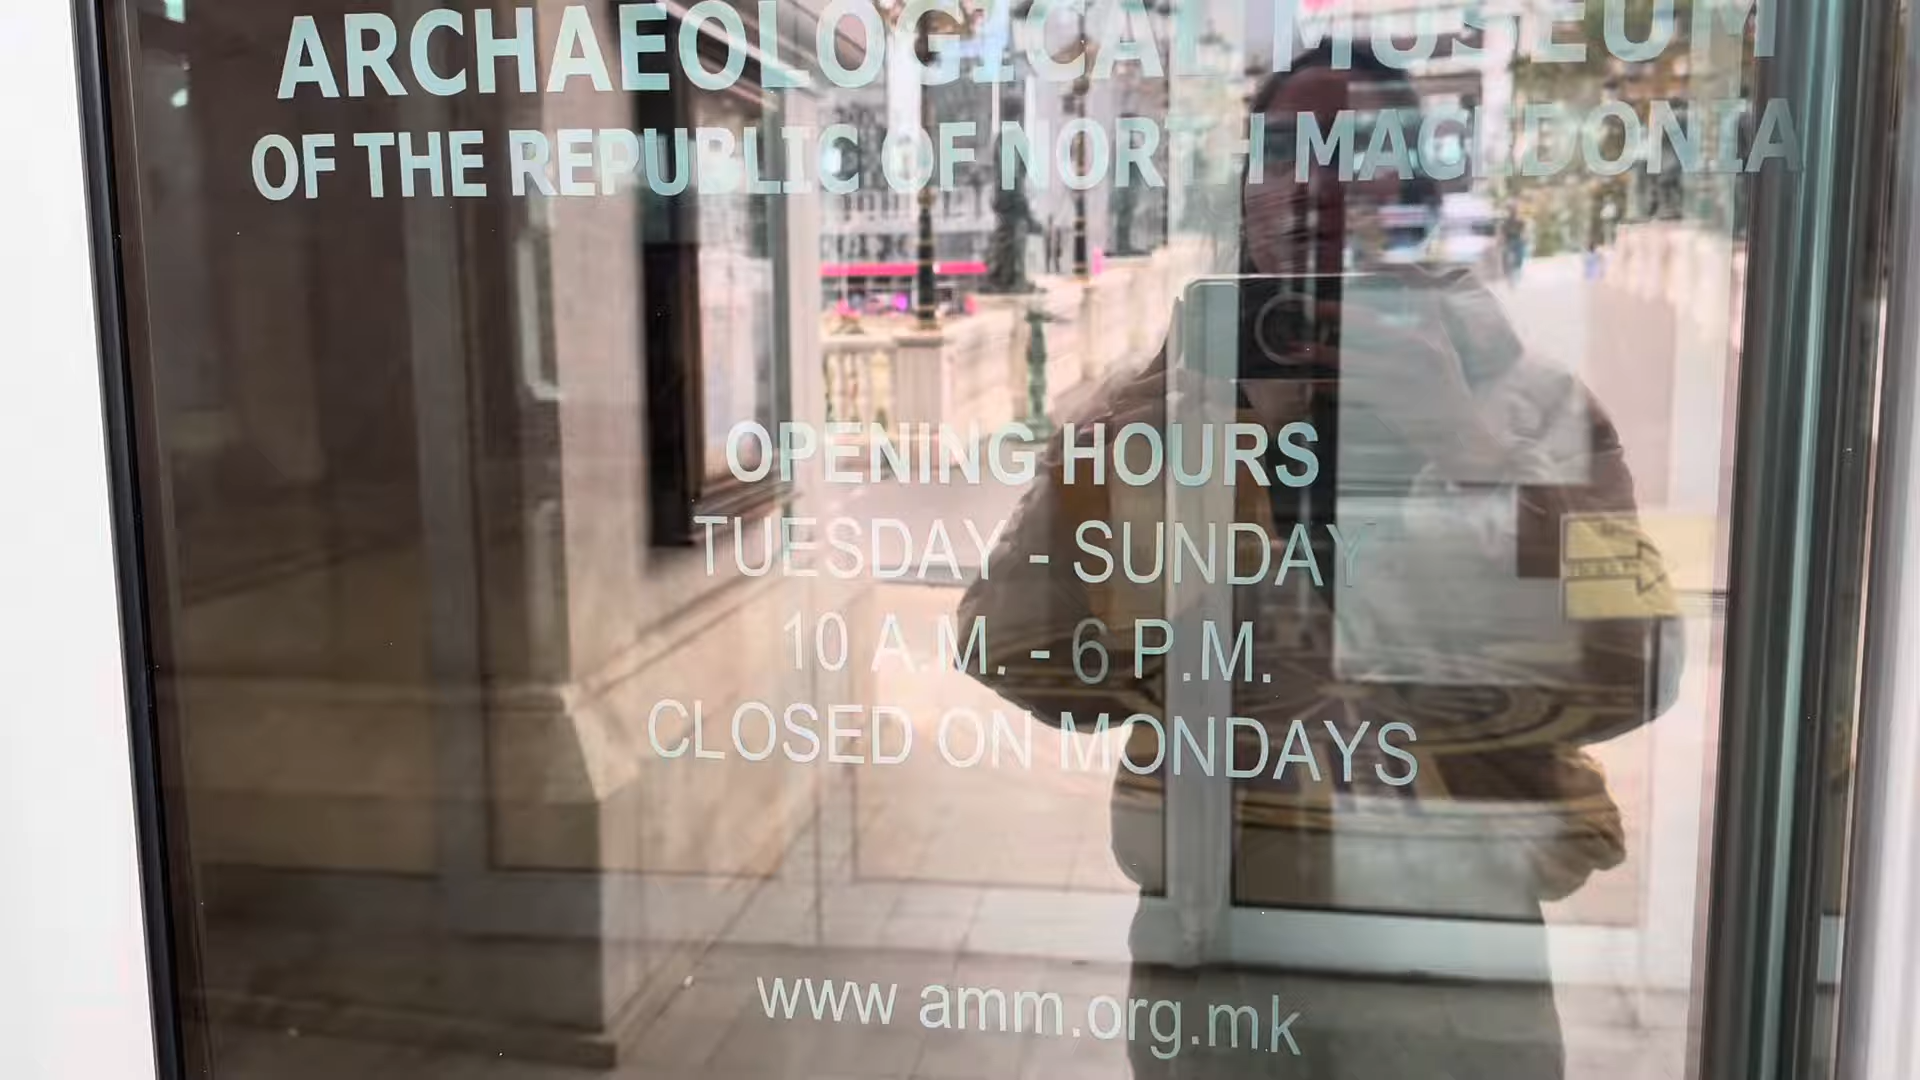 ARCHAEOLOGICAL MUSEUM
OF THE REPUBLIC OF NORTH MACEDONIA
OPENING HOURS
TUESDAY - SUNDAY
10 A.M. - 6 P.M.
CLOSED ON MONDAYS
www amm.org.mk